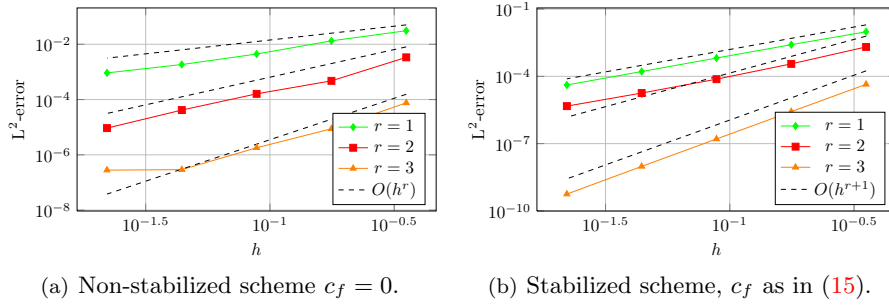 10⁻²
10⁻⁴
10⁻⁶
10⁻⁸
L²-error
r = 1
r = 2
r = 3
O(hʳ)
10⁻¹·⁵
10⁻¹
10⁻⁰·⁵
h
(a) Non-stabilized scheme c_f = 0.
10⁻¹
10⁻⁴
10⁻⁷
10⁻¹⁰
L²-error
r = 1
r = 2
r = 3
O(hʳ⁺¹)
10⁻¹·⁵
10⁻¹
10⁻⁰·⁵
h
(b) Stabilized scheme, c_f as in (15).